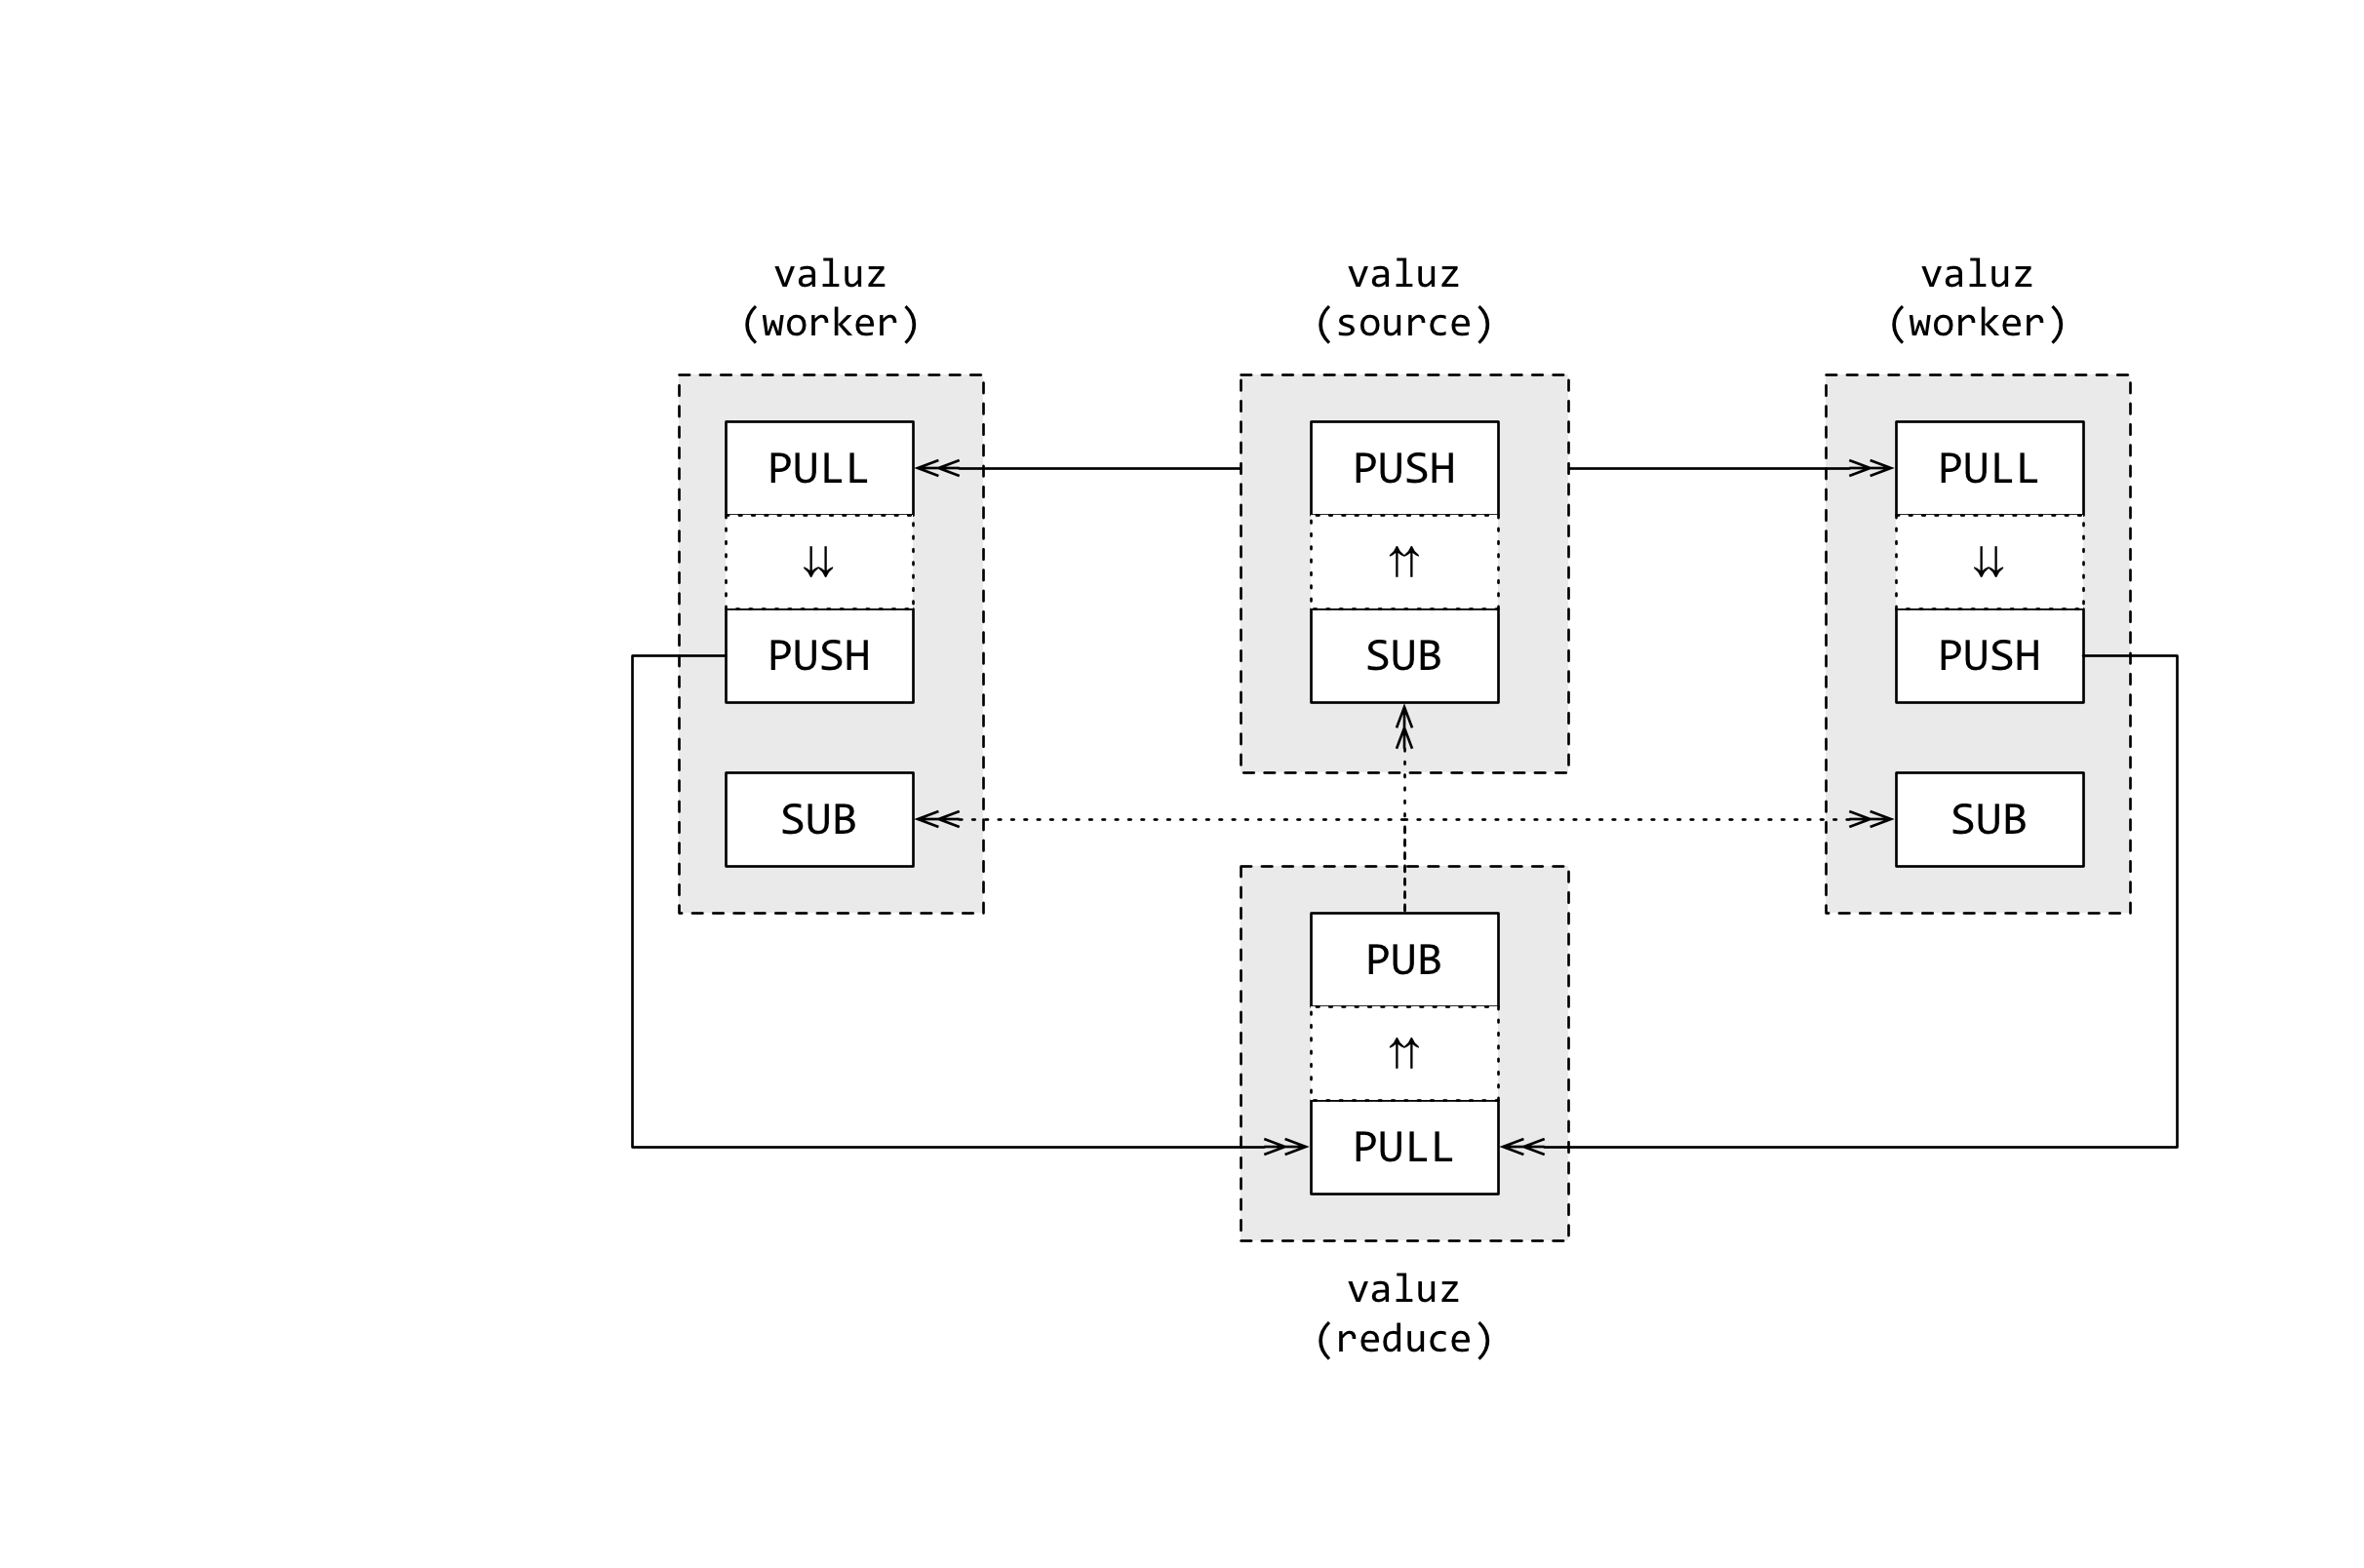 valuz
(worker)
valuz
(source)
valuz
(worker)
PULL
⇊
PUSH
SUB
PUSH
⇈
SUB
PULL
⇊
PUSH
SUB
PUB
⇈
PULL
valuz
(reduce)